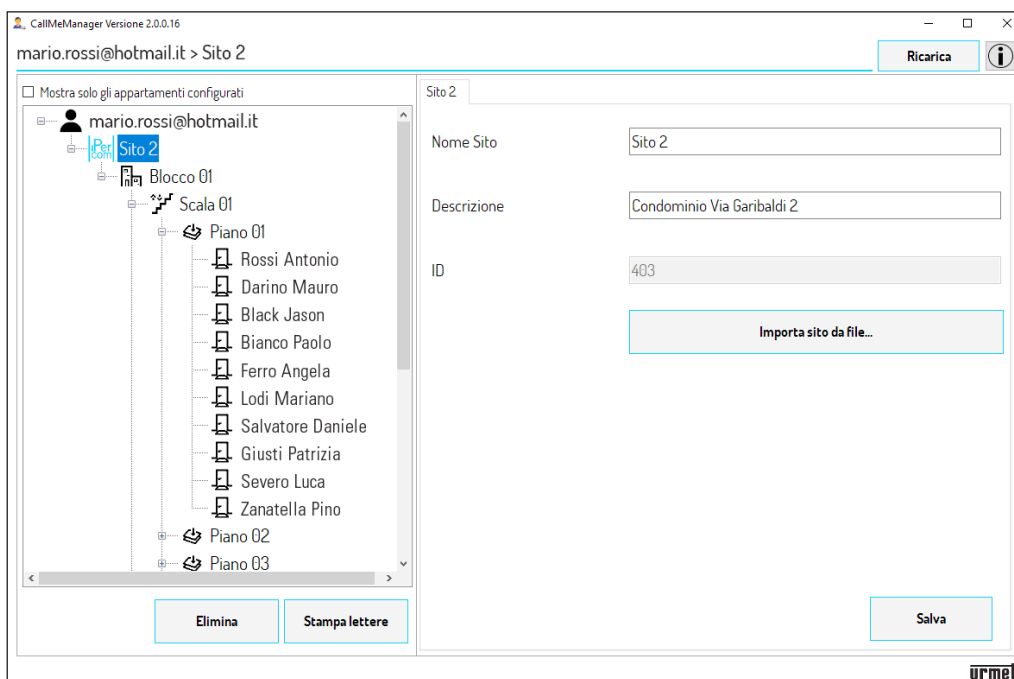 CallMeManager Versione 2.0.0.16
mario.rossi@hotmail.it > Sito 2
Ricarica
Mostra solo gli appartamenti configurati
mario.rossi@hotmail.it
iPer
com
Sito 2
Blocco 01
Scala 01
Piano 01
Rossi Antonio
Darino Mauro
Black Jason
Bianco Paolo
Ferro Angela
Lodi Mariano
Salvatore Daniele
Giusti Patrizia
Severo Luca
Zanatella Pino
Piano 02
Piano 03
Elimina
Stampa lettere
Sito 2
Nome Sito
Sito 2
Descrizione
Condominio Via Garibaldi 2
ID
403
Importa sito da file...
Salva
urmet